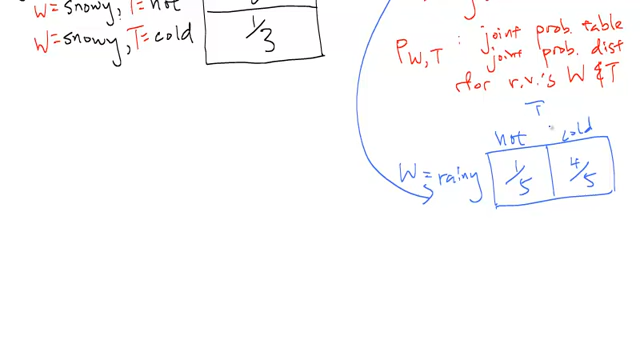 W=snowy, T=hot
W=snowy, T=cold
1/3
P_{W,T} : joint prob. table
joint prob. dist
for r.v.'s W & T
T
hot cold
W = rainy 1/5 4/5